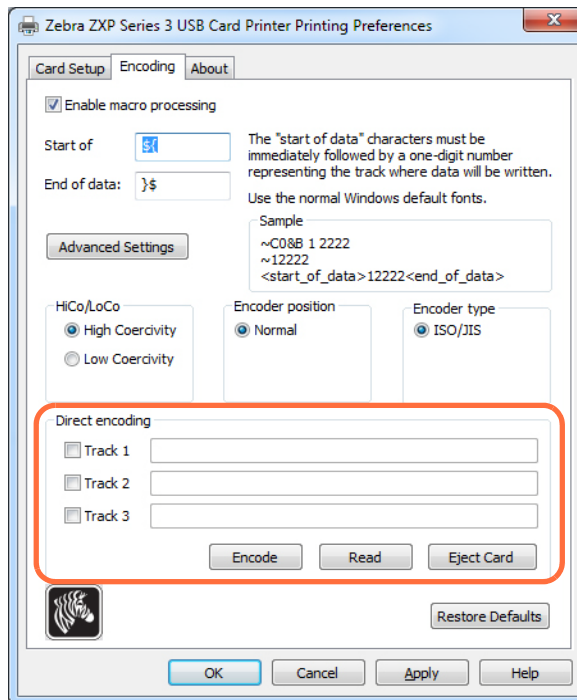 Zebra ZXP Series 3 USB Card Printer Printing Preferences
Card Setup Encoding About
Enable macro processing
Start of ${
End of data: }$
The "start of data" characters must be
immediately followed by a one-digit number
representing the track where data will be written.
Use the normal Windows default fonts.
Advanced Settings
Sample
~C0&B 1 2222
~12222
<start_of_data>12222<end_of_data>
HiCo/LoCo
High Coercivity
Low Coercivity
Encoder position
Normal
Encoder type
ISO/JIS
Direct encoding
Track 1
Track 2
Track 3
Encode Read Eject Card
Restore Defaults
OK Cancel Apply Help